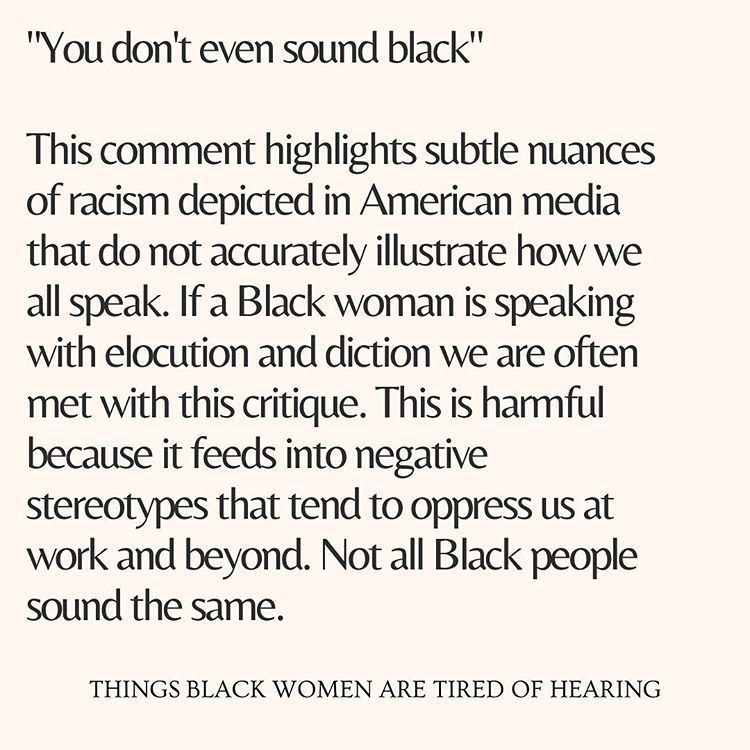 "You don't even sound black"
This comment highlights subtle nuances
of racism depicted in American media
that do not accurately illustrate how we
all speak. If a Black woman is speaking
with elocution and diction we are often
met with this critique. This is harmful
because it feeds into negative
stereotypes that tend to oppress us at
work and beyond. Not all Black people
sound the same.
THINGS BLACK WOMEN ARE TIRED OF HEARING